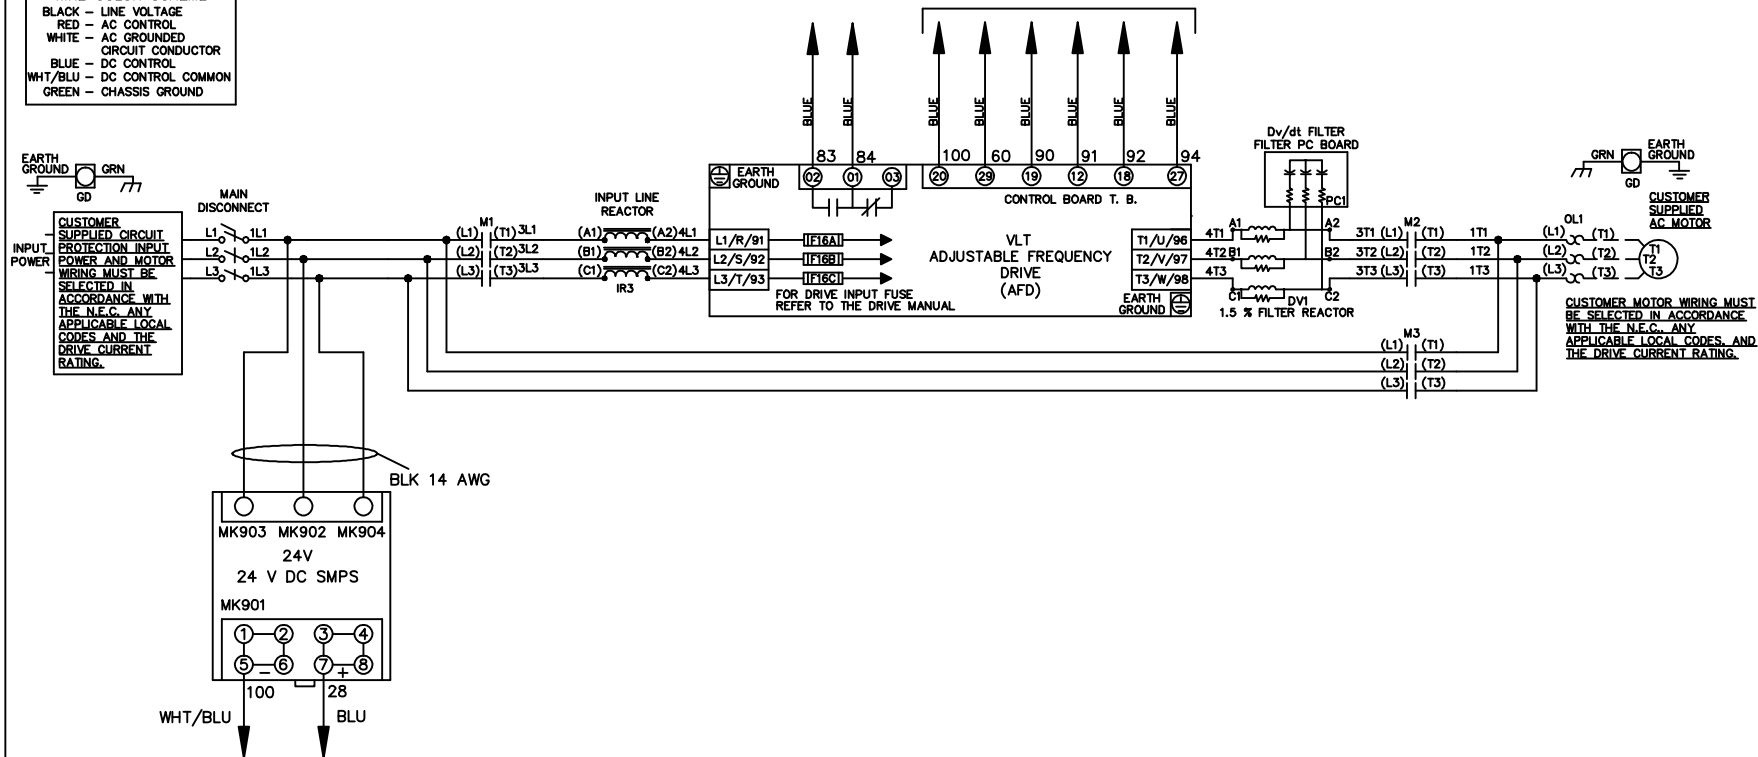 BLACK – LINE VOLTAGE
RED – AC CONTROL
WHITE – AC GROUNDED
CIRCUIT CONDUCTOR
BLUE – DC CONTROL
WHT/BLU – DC CONTROL COMMON
GREEN – CHASSIS GROUND
EARTH
GROUND
GRN
GD
INPUT
POWER
CUSTOMER
SUPPLIED CIRCUIT
PROTECTION INPUT
POWER AND MOTOR
WIRING MUST BE
SELECTED IN
ACCORDANCE WITH
THE N.E.C. ANY
APPLICABLE LOCAL
CODES AND THE
DRIVE CURRENT
RATING.
MAIN
DISCONNECT
L1 1L1
L2 1L2
L3 1L3
M1
(L1) (T1) 3L1
(L2) (T2) 3L2
(L3) (T3) 3L3
INPUT LINE
REACTOR
(A1) (A2) 4L1
(B1) (B2) 4L2
(C1) (C2) 4L3
IR3
BLUE BLUE BLUE BLUE BLUE BLUE BLUE BLUE
83 84 100 60 90 91 92 94
EARTH
GROUND
02 01 03 20 29 19 12 18 27
CONTROL BOARD T. B.
L1/R/91
L2/S/92
L3/T/93
F16A
F16B
F16C
FOR DRIVE INPUT FUSE
REFER TO THE DRIVE MANUAL
VLT
ADJUSTABLE FREQUENCY
DRIVE
(AFD)
T1/U/96
T2/V/97
T3/W/98
EARTH
GROUND
Dv/dt FILTER
FILTER PC BOARD
PC1
4T1 A1 A2
4T2 B1 B2
4T3 C1 C2
DV1
1.5 % FILTER REACTOR
M2
3T1 (L1) (T1) 1T1
3T2 (L2) (T2) 1T2
3T3 (L3) (T3) 1T3
M3
(L1) (T1)
(L2) (T2)
(L3) (T3)
OL1
(L1) (T1)
(L2) (T2)
(L3) (T3)
T1
T2
T3
GRN
EARTH
GROUND
GD
CUSTOMER
SUPPLIED
AC MOTOR
CUSTOMER MOTOR WIRING MUST
BE SELECTED IN ACCORDANCE
WITH THE N.E.C., ANY
APPLICABLE LOCAL CODES, AND
THE DRIVE CURRENT RATING.
BLK 14 AWG
MK903 MK902 MK904
24V
24 V DC SMPS
MK901
1 2 3 4
5 6 7 8
– +
100 28
WHT/BLU BLU